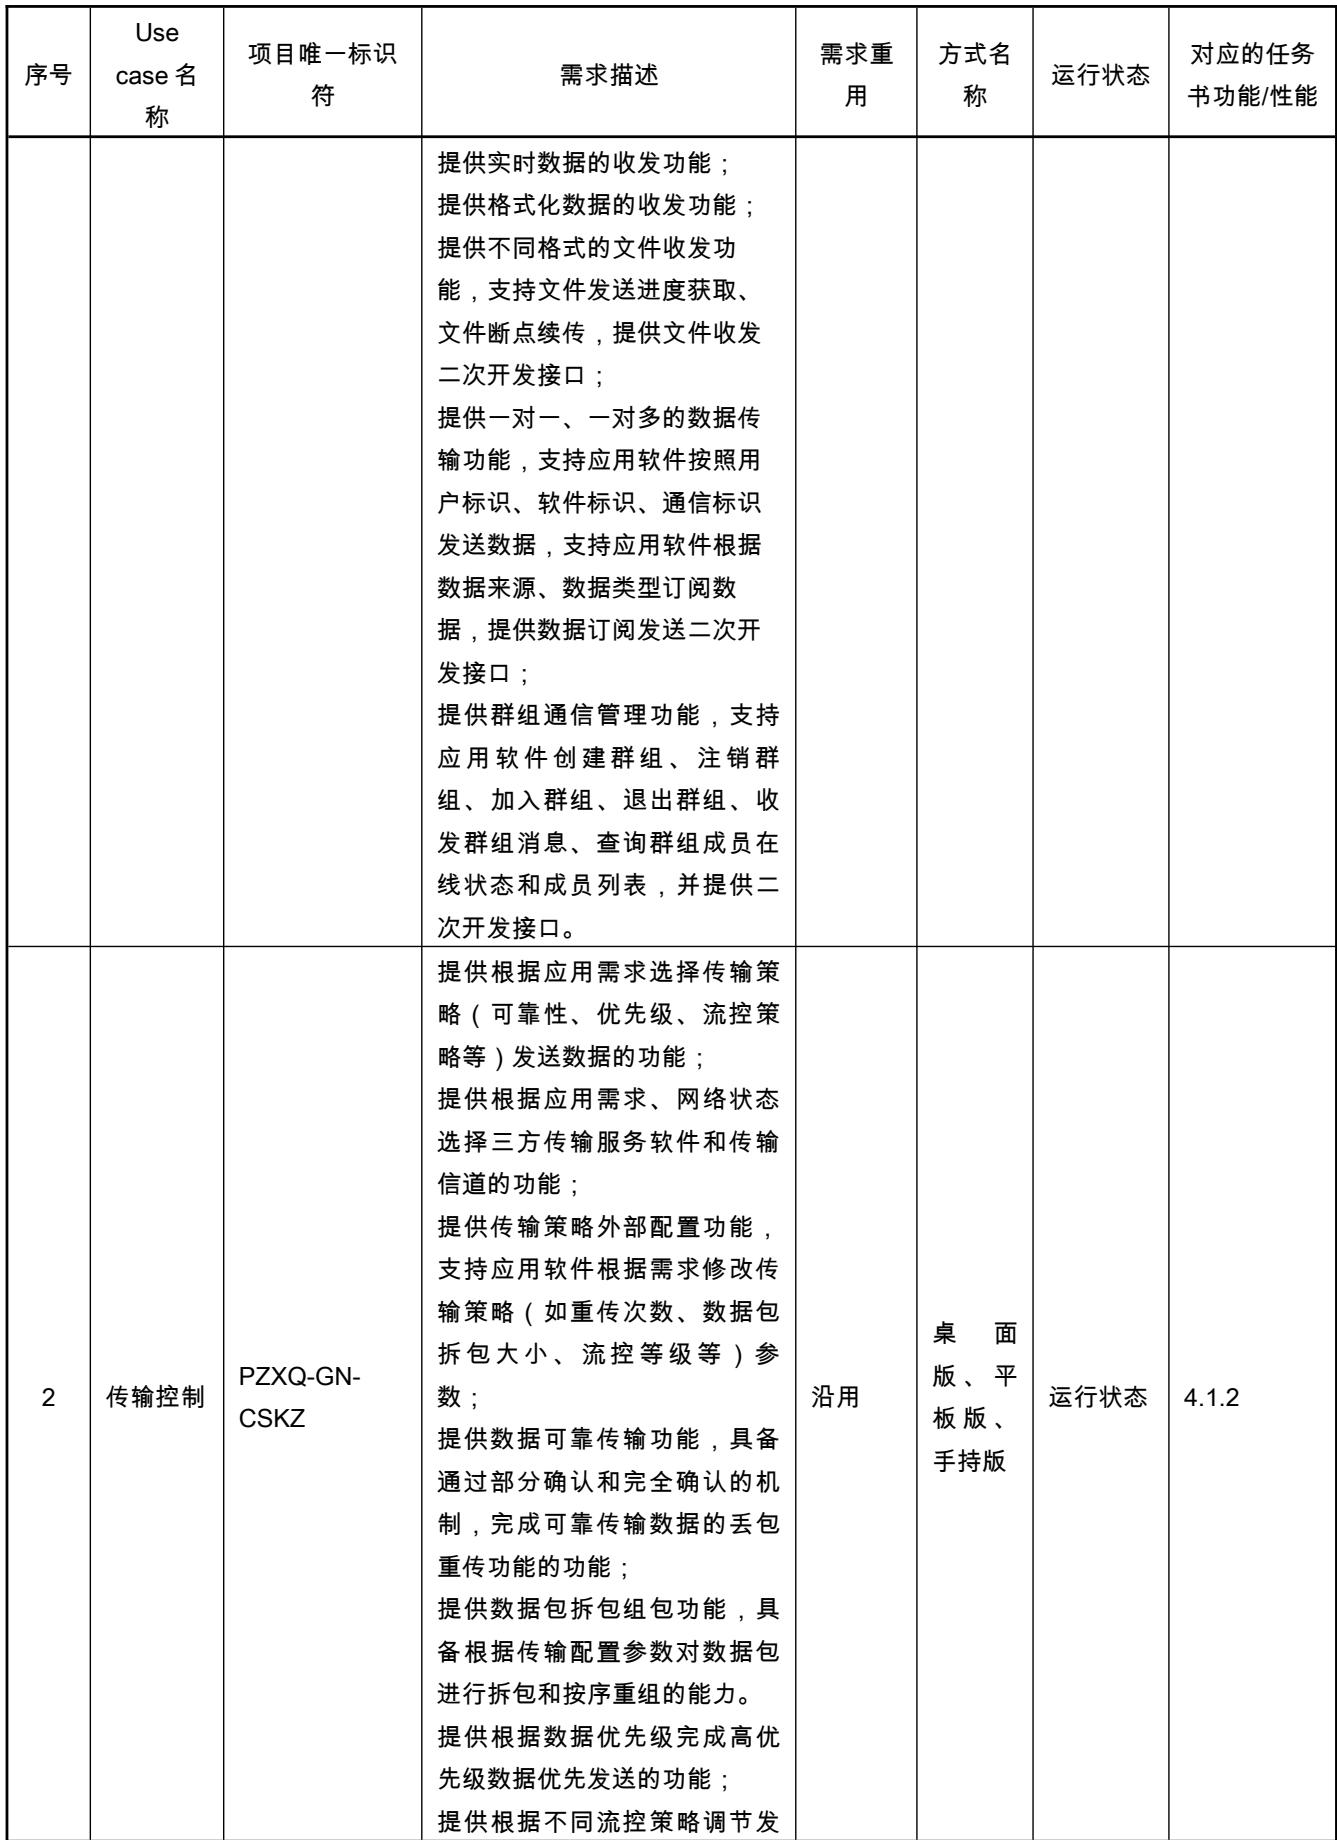 序号
Use
case 名
称
项目唯一标识
符
需求描述
需求重
用
方式名
称
运行状态
对应的任务
书功能/性能
提供实时数据的收发功能；
提供格式化数据的收发功能；
提供不同格式的文件收发功
能，支持文件发送进度获取、
文件断点续传，提供文件收发
二次开发接口；
提供一对一、一对多的数据传
输功能，支持应用软件按照用
户标识、软件标识、通信标识
发送数据，支持应用软件根据
数据来源、数据类型订阅数
据，提供数据订阅发送二次开
发接口；
提供群组通信管理功能，支持
应用软件创建群组、注销群
组、加入群组、退出群组、收
发群组消息、查询群组成员在
线状态和成员列表，并提供二
次开发接口。
2
传输控制
PZXQ-GN-
CSKZ
提供根据应用需求选择传输策
略（可靠性、优先级、流控策
略等）发送数据的功能；
提供根据应用需求、网络状态
选择三方传输服务软件和传输
信道的功能；
提供传输策略外部配置功能，
支持应用软件根据需求修改传
输策略（如重传次数、数据包
拆包大小、流控等级等）参
数；
提供数据可靠传输功能，具备
通过部分确认和完全确认的机
制，完成可靠传输数据的丢包
重传功能的功能；
提供数据包拆包组包功能，具
备根据传输配置参数对数据包
进行拆包和按序重组的能力。
提供根据数据优先级完成高优
先级数据优先发送的功能；
提供根据不同流控策略调节发
沿用
桌面
版、平
板版、
手持版
运行状态
4.1.2